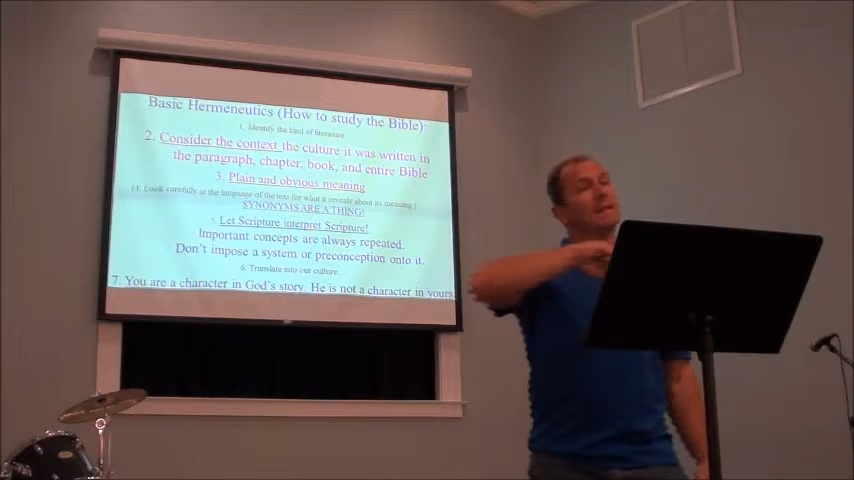 Basic Hermeneutics (How to study the Bible):
1. Identify the kind of literature
2. Consider the context the culture it was written in
the paragraph, chapter, book, and entire Bible
3. Plain and obvious meaning
(4. Look carefully at the language of the text for what it reveals about its meaning.)
SYNONYMS ARE A THING!
5. Let Scripture interpret Scripture!
Important concepts are always repeated.
Don't impose a system or preconception onto it.
6. Translate into our culture.
7. You are a character in God's story. He is not a character in yours.